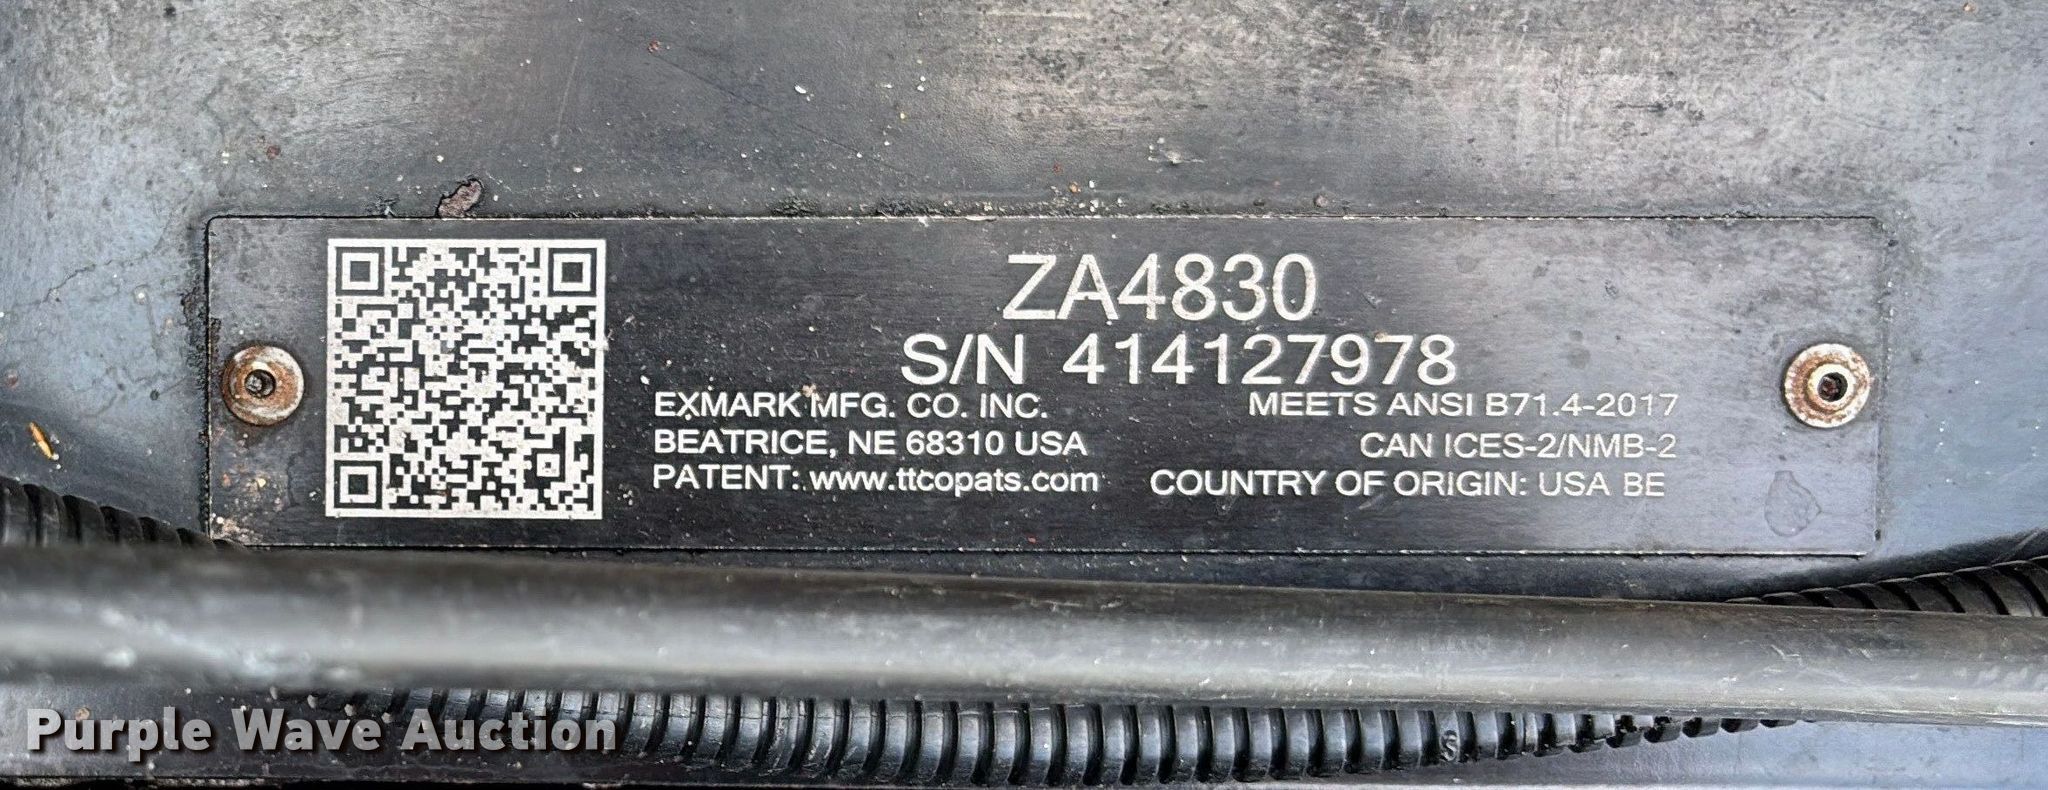 ZA4830
S/N 414127978
EXMARK MFG. CO. INC.
BEATRICE, NE 68310 USA
PATENT: www.ttcopats.com
MEETS ANSI B71.4-2017
CAN ICES-2/NMB-2
COUNTRY OF ORIGIN: USA BE
Purple Wave Auction